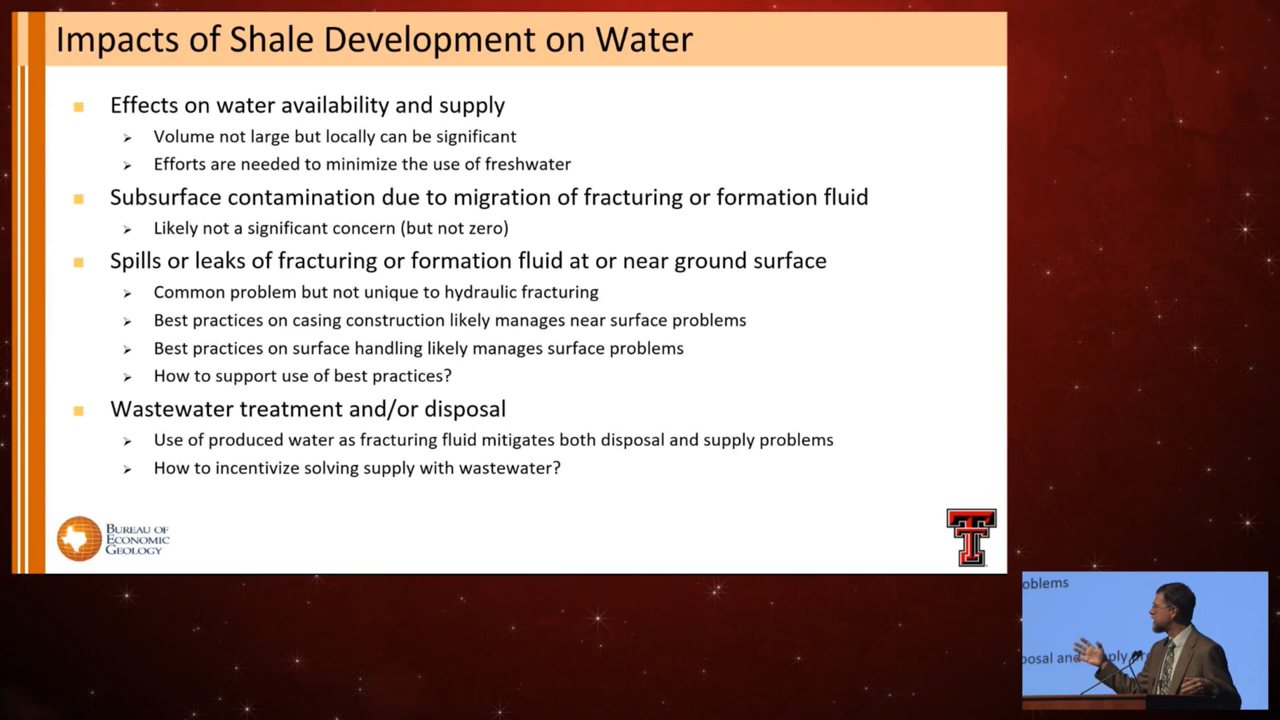 Impacts of Shale Development on Water
Effects on water availability and supply
Volume not large but locally can be significant
Efforts are needed to minimize the use of freshwater
Subsurface contamination due to migration of fracturing or formation fluid
Likely not a significant concern (but not zero)
Spills or leaks of fracturing or formation fluid at or near ground surface
Common problem but not unique to hydraulic fracturing
Best practices on casing construction likely manages near surface problems
Best practices on surface handling likely manages surface problems
How to support use of best practices?
Wastewater treatment and/or disposal
Use of produced water as fracturing fluid mitigates both disposal and supply problems
How to incentivize solving supply with wastewater?
BUREAU OF
ECONOMIC
GEOLOGY
T
oblems
posal and